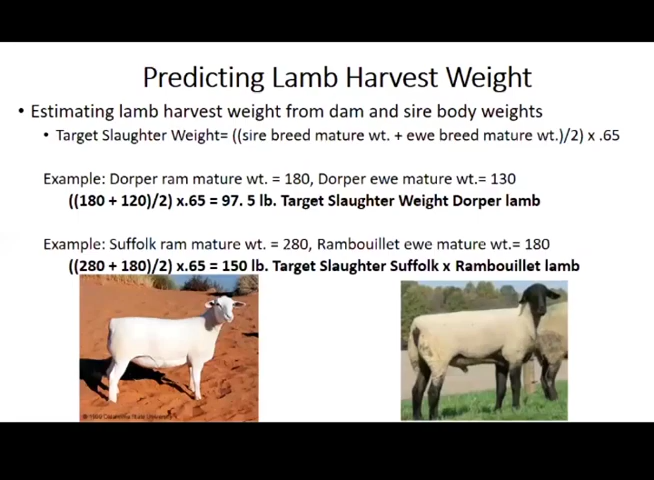 Predicting Lamb Harvest Weight
• Estimating lamb harvest weight from dam and sire body weights
• Target Slaughter Weight= ((sire breed mature wt. + ewe breed mature wt.)/2) x .65
Example: Dorper ram mature wt. = 180, Dorper ewe mature wt.= 130
((180 + 120)/2) x.65 = 97. 5 lb. Target Slaughter Weight Dorper lamb
Example: Suffolk ram mature wt. = 280, Rambouillet ewe mature wt.= 180
((280 + 180)/2) x.65 = 150 lb. Target Slaughter Suffolk x Rambouillet lamb
State University